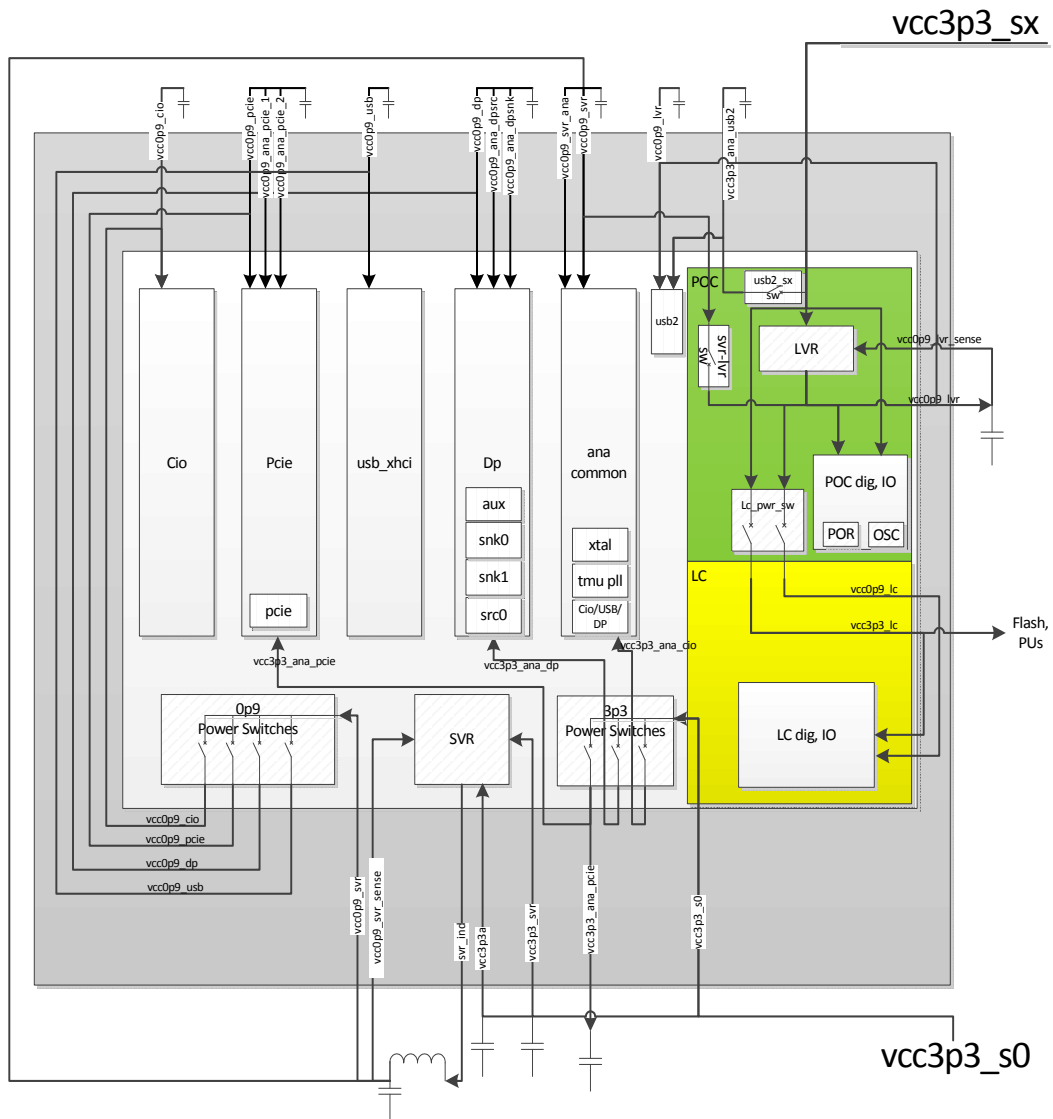 vcc3p3_sx
vcc0p9_cio
vcc0p9_pcie
vcc0p9_ana_pcie_1
vcc0p9_ana_pcie_2
vcc0p9_usb
vcc0p9_dp
vcc0p9_ana_dpsrc
vcc0p9_ana_dpsnk
vcc0p9_svr_ana
vcc0p9_svr
vcc0p9_lvr
vcc3p3_ana_usb2
POC
usb2_sx
sw
usb2
svr-lvr
sw
LVR
vcc0p9_lvr_sense
vcc0p9_lvr
Cio
Pcie
usb_xhci
Dp
ana
common
POC dig, IO
POR
OSC
Lc_pwr_sw
aux
snk0
snk1
src0
xtal
tmu pll
Cio/USB/
DP
pcie
LC
vcc0p9_lc
vcc3p3_lc
Flash,
PUs
vcc3p3_ana_pcie
vcc3p3_ana_dp
vcc3p3_ana_cio
0p9
Power Switches
SVR
3p3
Power Switches
LC dig, IO
vcc0p9_cio
vcc0p9_pcie
vcc0p9_dp
vcc0p9_usb
vcc0p9_svr
vcc0p9_svr_sense
svr_ind
vcc3p3a
vcc3p3_svr
vcc3p3_ana_pcie
vcc3p3_s0
vcc3p3_s0